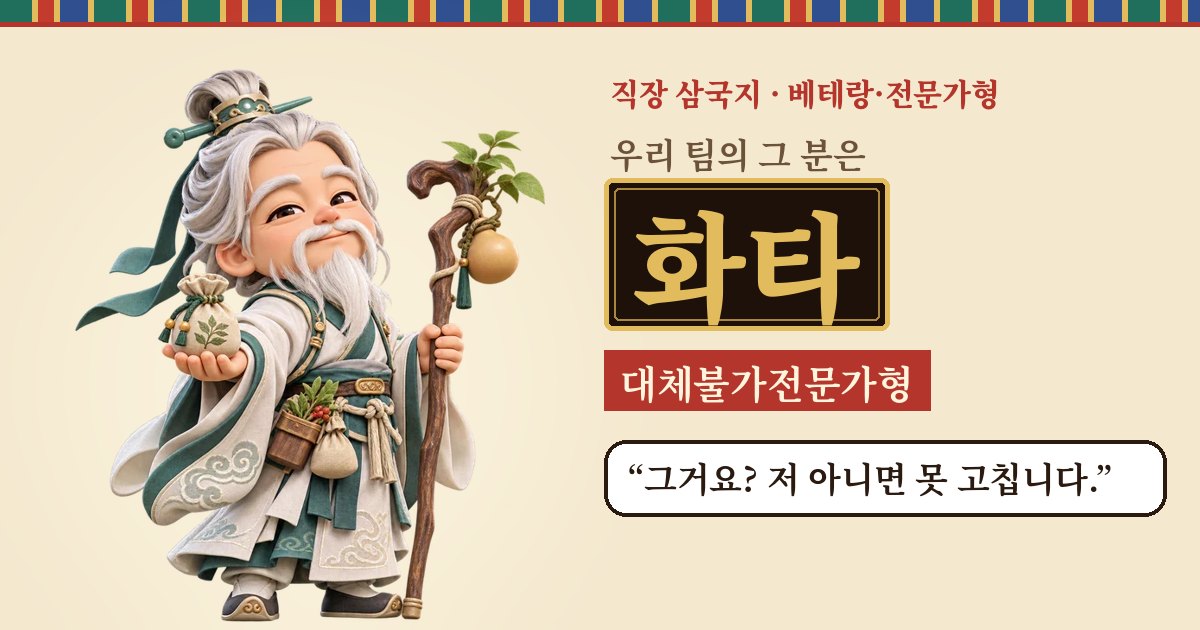 직장 삼국지 · 베테랑·전문가형
우리 팀의 그 분은
화타
대체불가전문가형
“그거요? 저 아니면 못 고칩니다.”